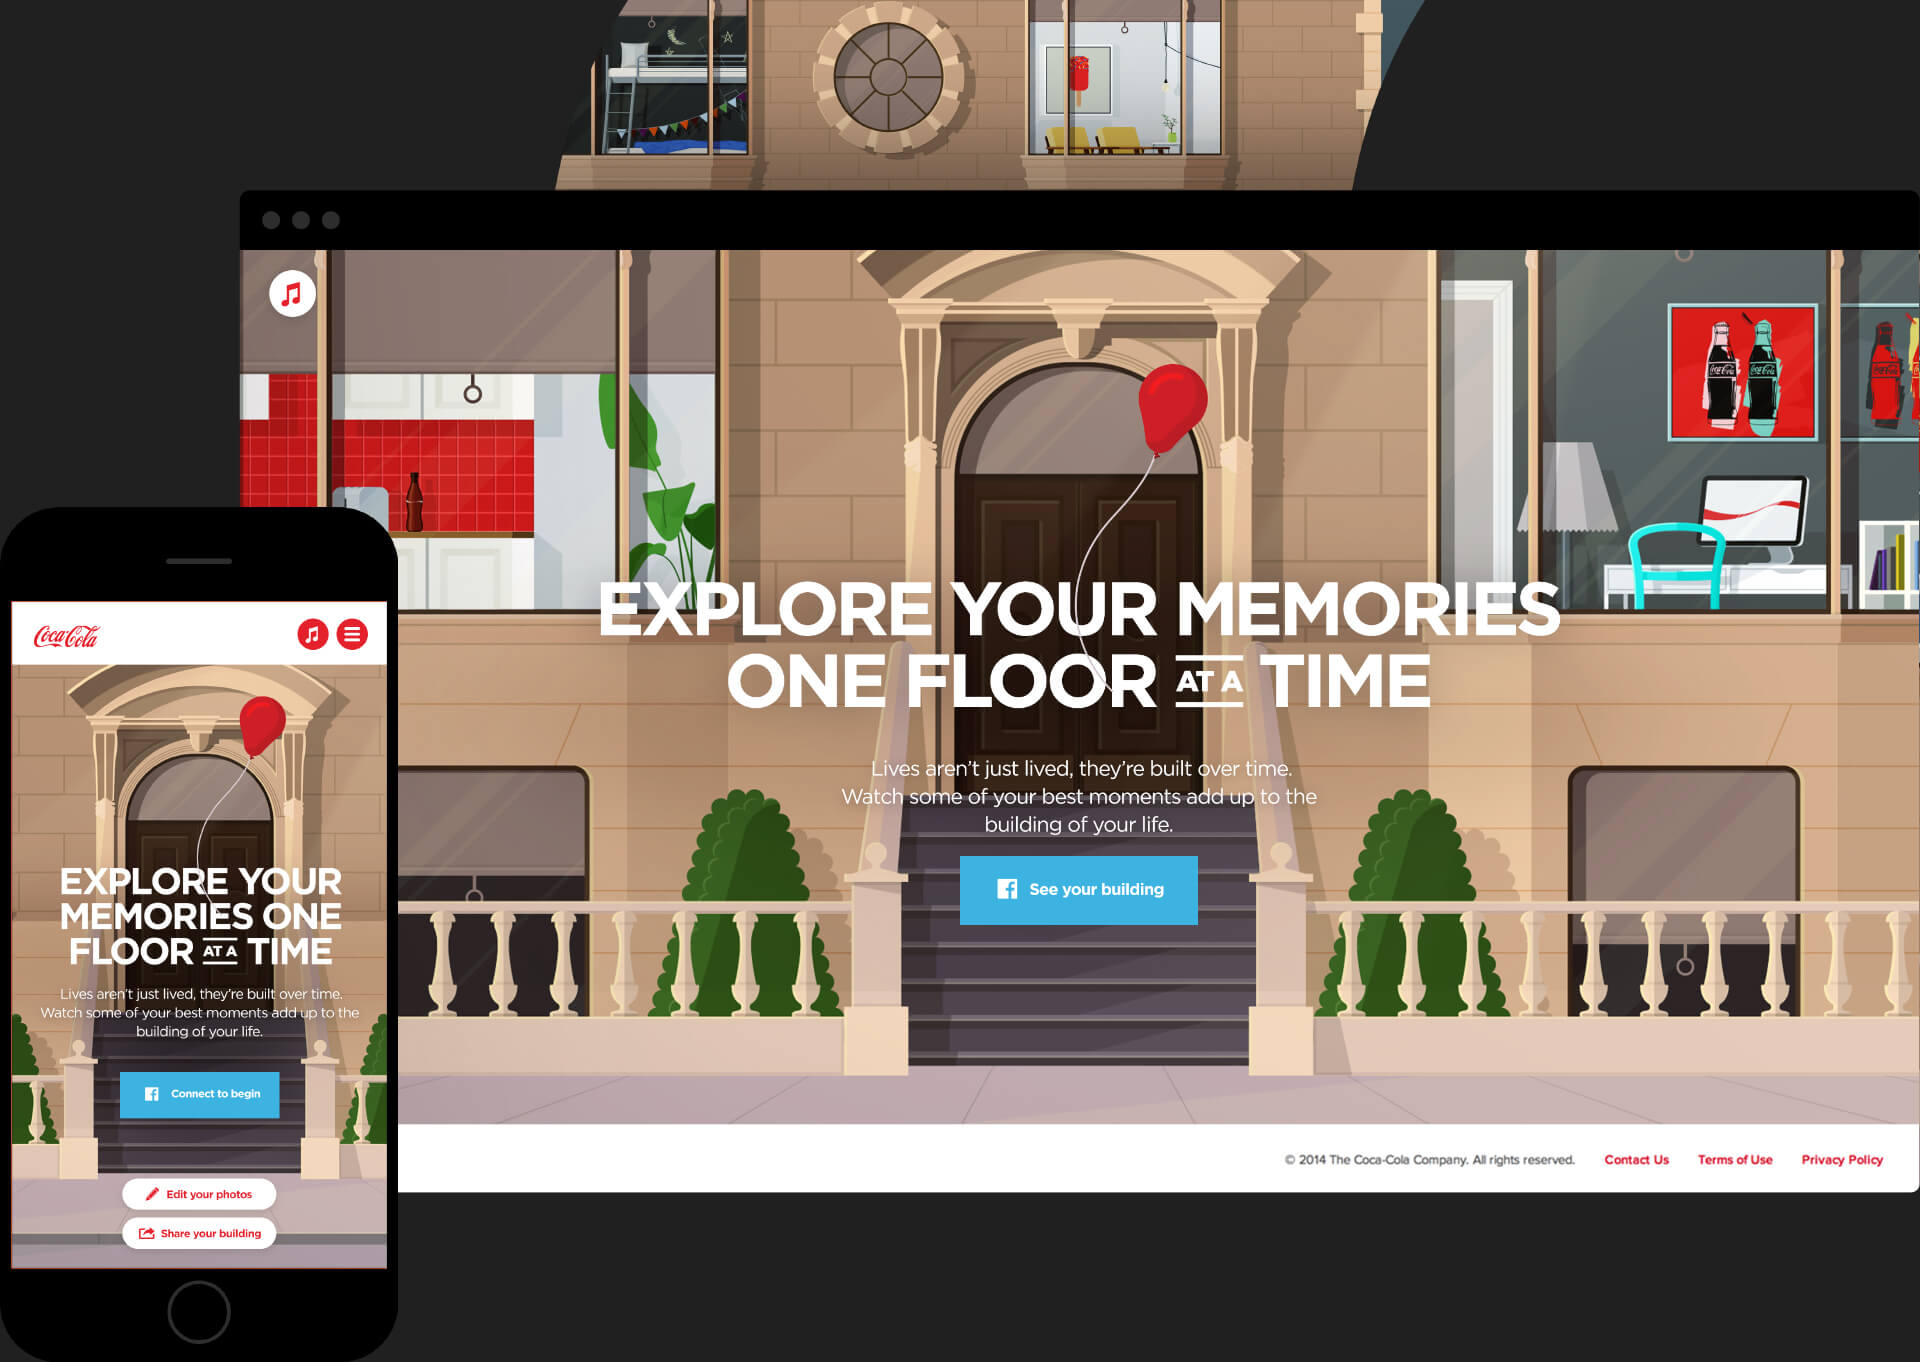 Coca-Cola
Coca-Cola
EXPLORE YOUR MEMORIES
ONE FLOOR AT A TIME
Lives aren't just lived, they're built over time.
Watch some of your best moments add up to the
building of your life.
See your building
© 2014 The Coca-Cola Company. All rights reserved.
Contact Us
Terms of Use
Privacy Policy
Coca-Cola
EXPLORE YOUR
MEMORIES ONE
FLOOR AT A TIME
Lives aren't just lived, they're built over time.
Watch some of your best moments add up to the
building of your life.
Connect to begin
Edit your photos
Share your building